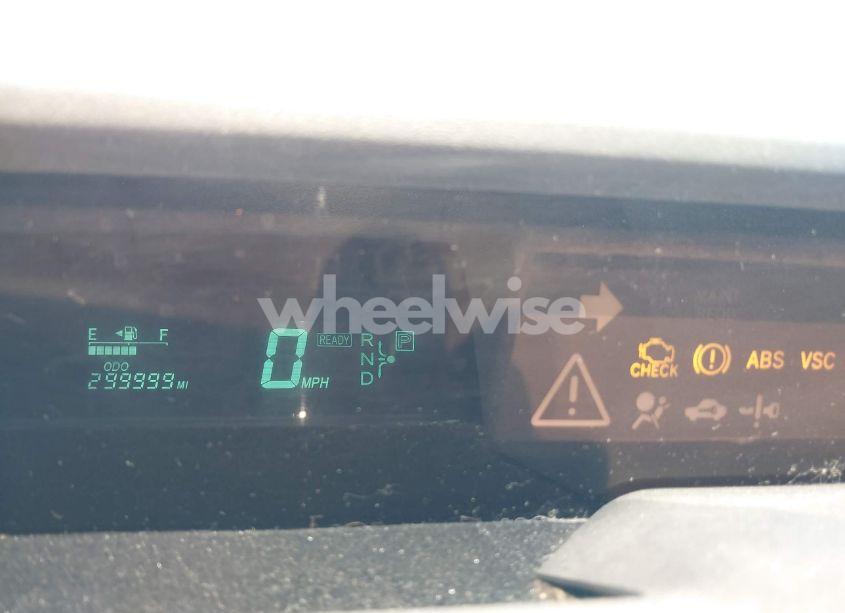 wheelwise
E F
ODO
299999 MI
0 MPH
READY
R
N
D
P
CHECK
ABS
VSC